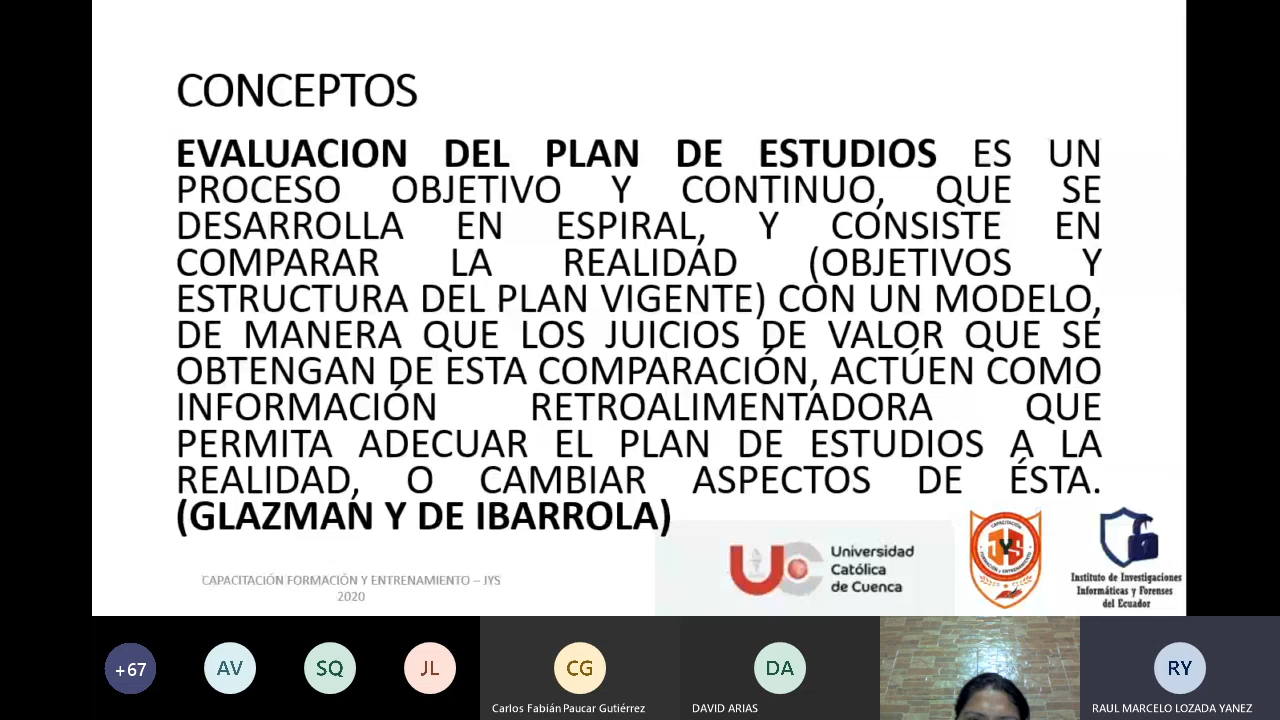 CONCEPTOS
EVALUACION DEL PLAN DE ESTUDIOS ES UN
PROCESO OBJETIVO Y CONTINUO, QUE SE
DESARROLLA EN ESPIRAL, Y CONSISTE EN
COMPARAR LA REALIDAD (OBJETIVOS Y
ESTRUCTURA DEL PLAN VIGENTE) CON UN MODELO,
DE MANERA QUE LOS JUICIOS DE VALOR QUE SE
OBTENGAN DE ESTA COMPARACIÓN, ACTÚEN COMO
INFORMACIÓN RETROALIMENTADORA QUE
PERMITA ADECUAR EL PLAN DE ESTUDIOS A LA
REALIDAD, O CAMBIAR ASPECTOS DE ÉSTA.
(GLAZMAN Y DE IBARROLA)
CAPACITACIÓN FORMACIÓN Y ENTRENAMIENTO – JYS
2020
UC
Universidad
Católica
de Cuenca
CAPACITACIÓN
JYS
FORMACIÓN Y ENTRENAMIENTO
Instituto de Investigaciones
Informáticas y Forenses
del Ecuador
+67
AV
SQ
JL
CG
DA
RY
Carlos Fabián Paucar Gutiérrez
DAVID ARIAS
RAUL MARCELO LOZADA YANEZ